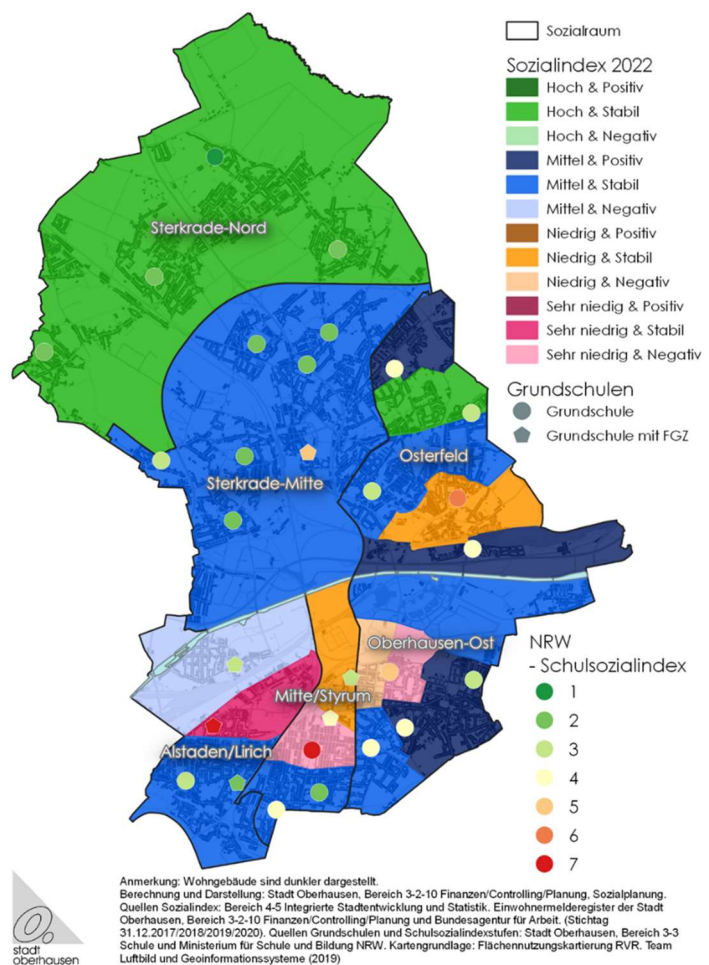 Sozialraum
Sozialindex 2022
Hoch & Positiv
Hoch & Stabil
Hoch & Negativ
Mittel & Positiv
Mittel & Stabil
Mittel & Negativ
Niedrig & Positiv
Niedrig & Stabil
Niedrig & Negativ
Sehr niedig & Positiv
Sehr niedrig & Stabil
Sehr niedrig & Negativ
Grundschulen
Grundschule
Grundschule mit FGZ
Sterkrade-Nord
Osterfeld
Sterkrade-Mitte
Oberhausen-Ost
Mitte/Styrum
Alstaden/Lirich
NRW
- Schulsozialindex
1
2
3
4
5
6
7
Anmerkung: Wohngebäude sind dunkler dargestellt.
Berechnung und Darstellung: Stadt Oberhausen, Bereich 3-2-10 Finanzen/Controlling/Planung, Sozialplanung.
Quellen Sozialindex: Bereich 4-5 Integrierte Stadtentwicklung und Statistik. Einwohnermelderegister der Stadt
Oberhausen, Bereich 3-2-10 Finanzen/Controlling/Planung und Bundesagentur für Arbeit. (Stichtag
31.12.2017/2018/2019/2020). Quellen Grundschulen und Schulsozialindexstufen: Stadt Oberhausen, Bereich 3-3
Schule und Ministerium für Schule und Bildung NRW. Kartengrundlage: Flächennutzungskartierung RVR. Team
Luftbild und Geoinformationssysteme (2019)
stadt
oberhausen